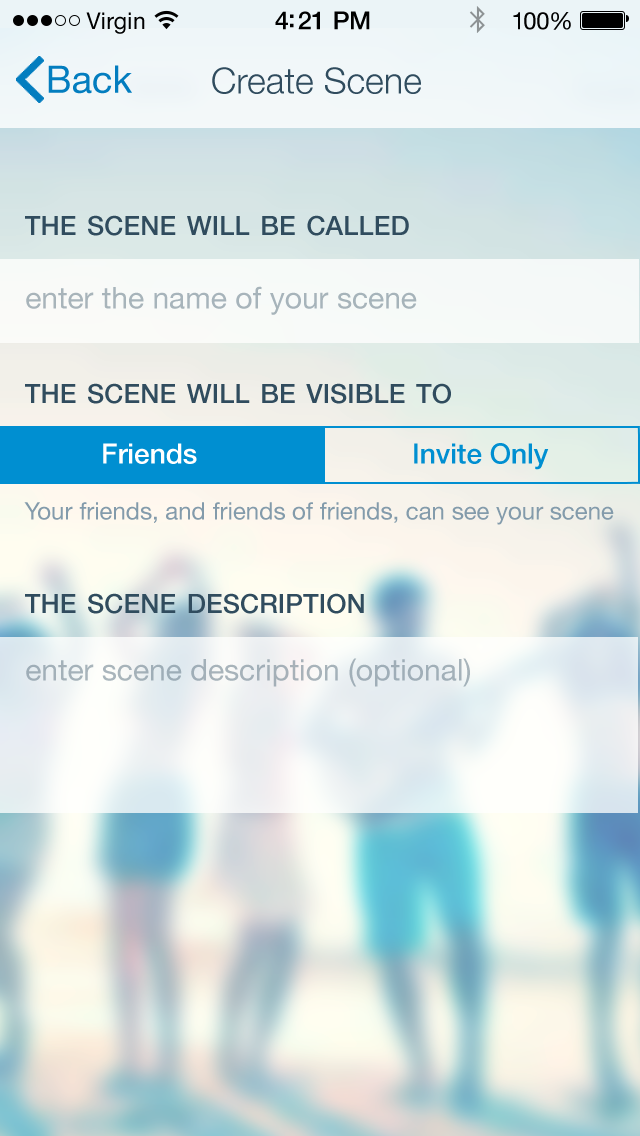 Virgin 4:21 PM 100%
Back Create Scene
THE SCENE WILL BE CALLED
enter the name of your scene
THE SCENE WILL BE VISIBLE TO
Friends Invite Only
Your friends, and friends of friends, can see your scene
THE SCENE DESCRIPTION
enter scene description (optional)